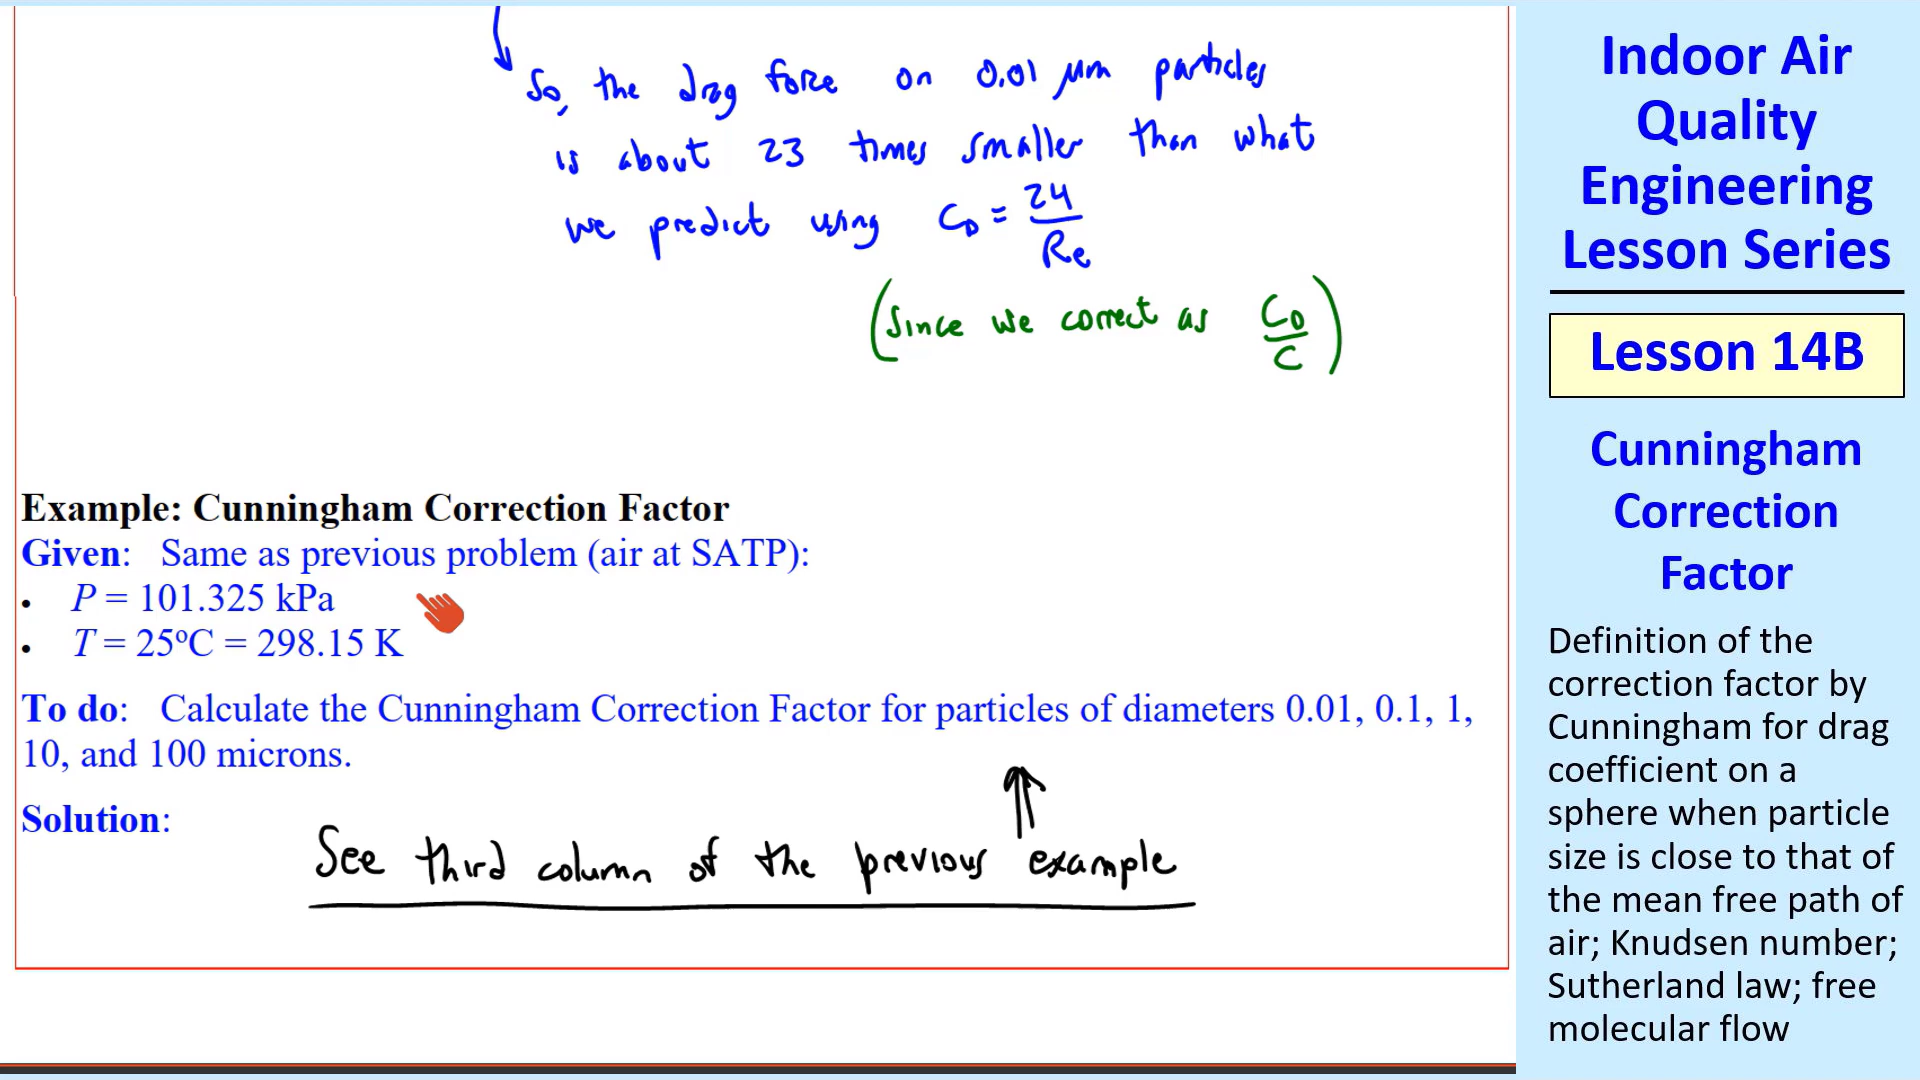 So, the drag force on 0.01 μm particles
is about 23 times smaller than what
we predict using C_D = 24/Re
(since we correct as C_D/C)
Example: Cunningham Correction Factor
Given: Same as previous problem (air at SATP):
• P = 101.325 kPa
• T = 25°C = 298.15 K
To do: Calculate the Cunningham Correction Factor for particles of diameters 0.01, 0.1, 1,
10, and 100 microns.
Solution:
See third column of the previous example
Indoor Air
Quality
Engineering
Lesson Series
Lesson 14B
Cunningham
Correction
Factor
Definition of the
correction factor by
Cunningham for drag
coefficient on a
sphere when particle
size is close to that of
the mean free path of
air; Knudsen number;
Sutherland law; free
molecular flow